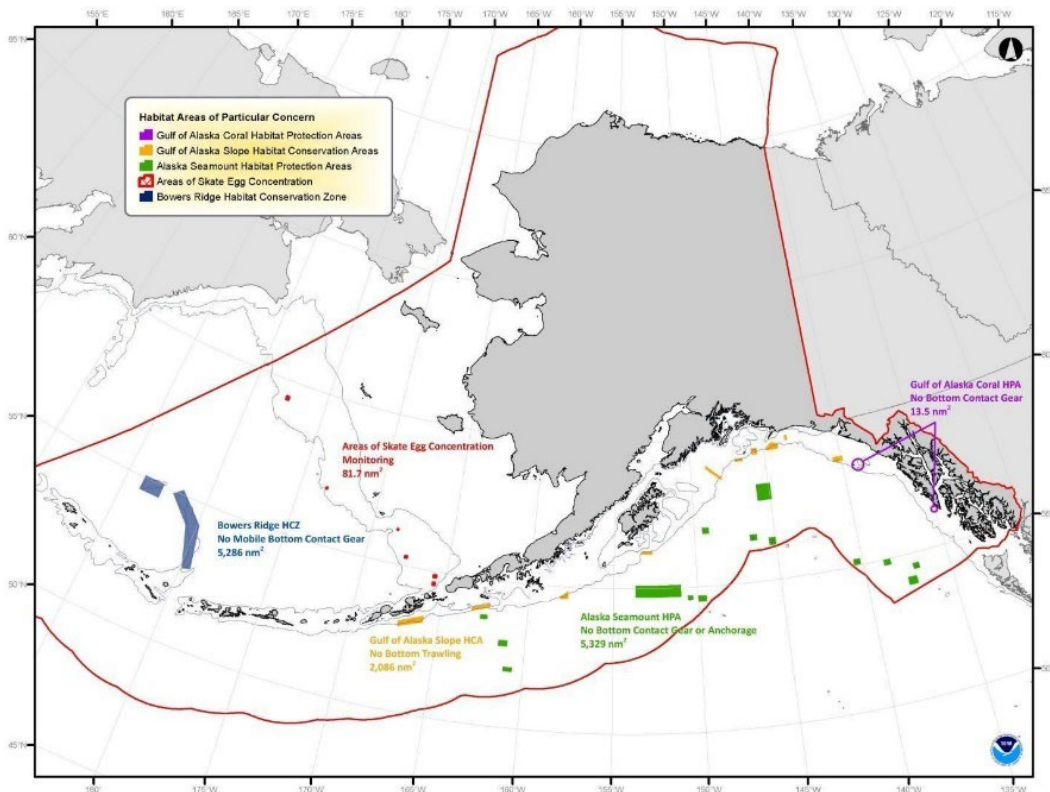 155°E 160°E 165°E 170°E 175°E 180° 175°W 170°W 165°W 160°W 155°W 150°W 145°W 140°W 135°W 130°W 125°W 120°W 115°W
65°N
60°N
55°N
50°N
45°N
Habitat Areas of Particular Concern
Gulf of Alaska Coral Habitat Protection Areas
Gulf of Alaska Slope Habitat Conservation Areas
Alaska Seamount Habitat Protection Areas
Areas of Skate Egg Concentration
Bowers Ridge Habitat Conservation Zone
Gulf of Alaska Coral HPA
No Bottom Contact Gear
13.5 nm²
Areas of Skate Egg Concentration
Monitoring
81.7 nm²
Bowers Ridge HCZ
No Mobile Bottom Contact Gear
5,286 nm²
Alaska Seamount HPA
No Bottom Contact Gear or Anchorage
5,329 nm²
Gulf of Alaska Slope HCA
No Bottom Trawling
2,086 nm²
180° 175°W 170°W 165°W 160°W 155°W 150°W 145°W 140°W 135°W